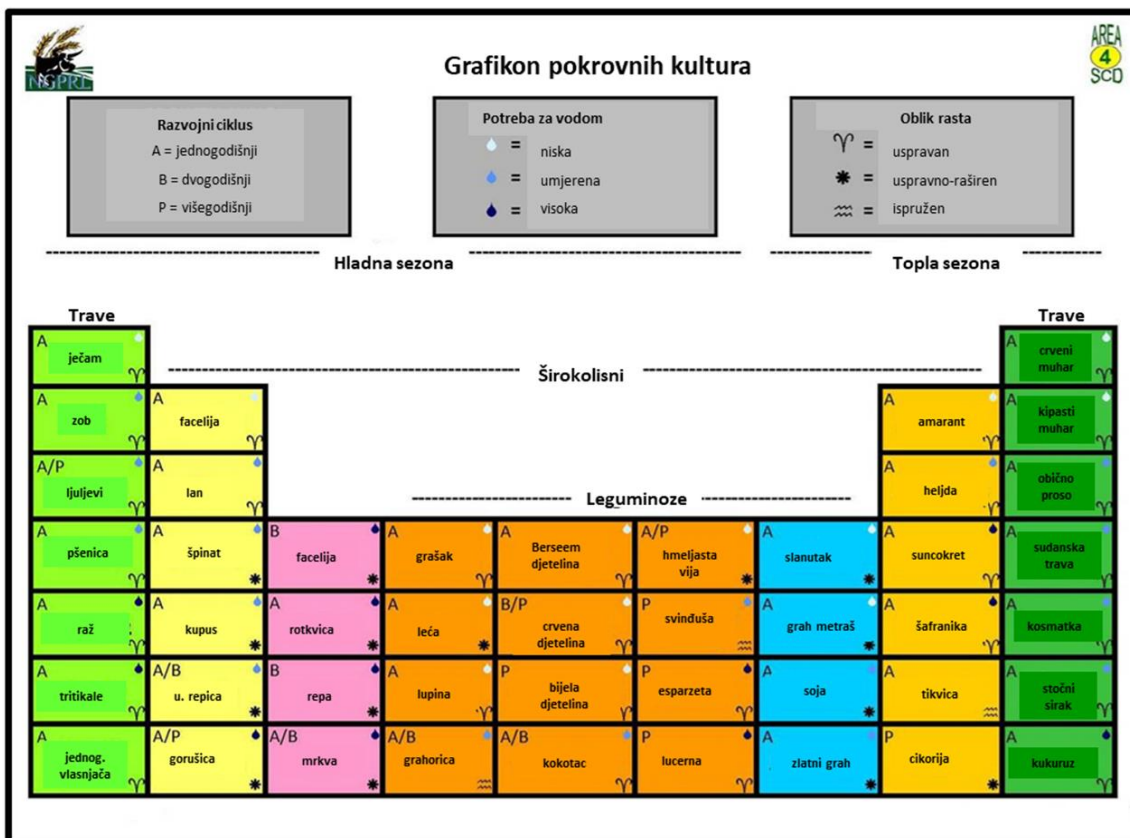 NGPRL
Grafikon pokrovnih kultura
AREA
4
SCD
Razvojni ciklus
A = jednogodišnji
B = dvogodišnji
P = višegodišnji
Potreba za vodom
= niska
= umjerena
= visoka
Oblik rasta
= uspravan
= uspravno-raširen
= ispružen
Hladna sezona
Topla sezona
Trave
Trave
Širokolisni
Leguminoze
A ječam
A crveni
muhar
A zob
A facelija
A amarant
A kipasti
muhar
A/P ljuljevi
A lan
A heljda
A obično
proso
A pšenica
A špinat
B facelija
A grašak
A Berseem
djetelina
A/P hmeljasta
vija
A slanutak
A suncokret
A sudanska
trava
A raž
A kupus
A rotkvica
A leća
B/P crvena
djetelina
P svinđuša
A grah metraš
A šafranika
A kosmatka
A tritikale
A/B u. repica
B repa
A lupina
P bijela
djetelina
P esparzeta
A soja
A tikvica
A stočni
sirak
A jednog.
vlasnjača
A/P gorušica
A/B mrkva
A/B grahorica
A/B kokotac
P lucerna
A zlatni grah
P cikorija
A kukuruz